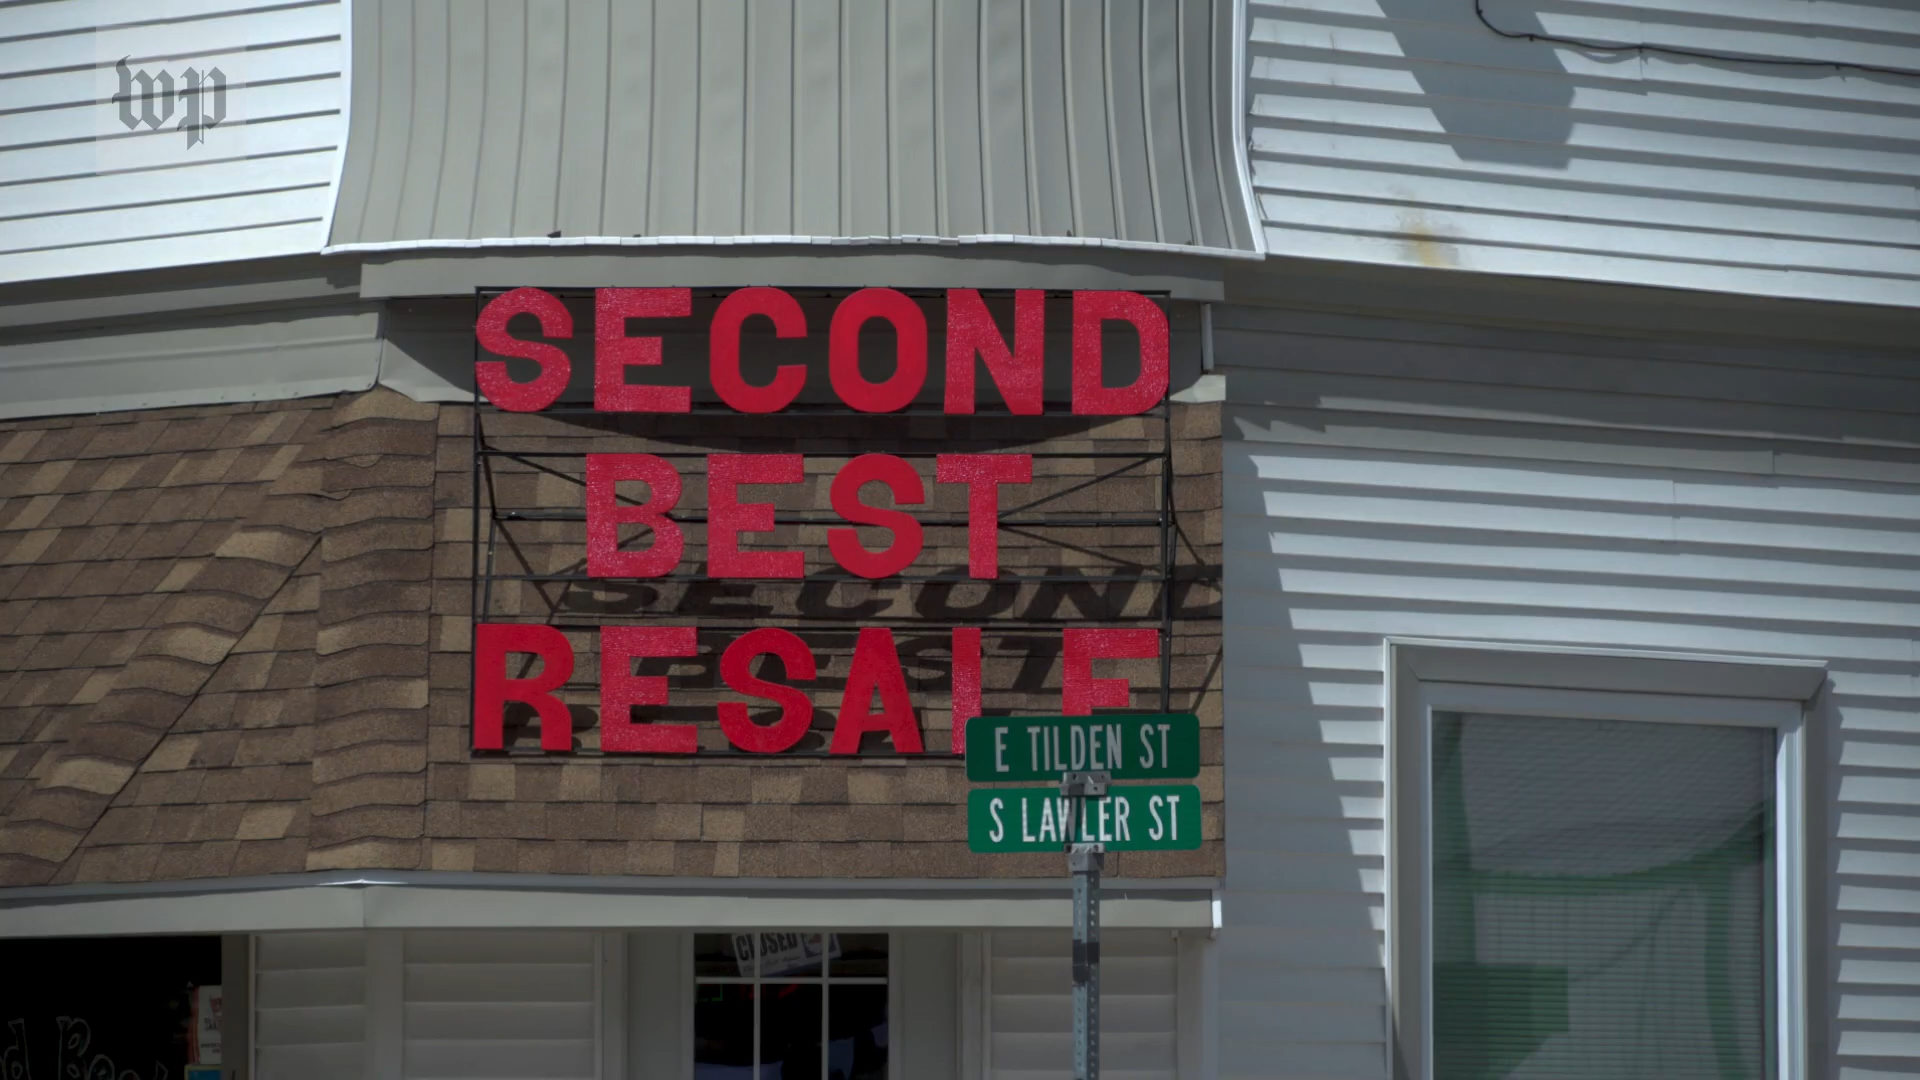 wp
SECOND
BEST
RESALE
E TILDEN ST
S LAWLER ST
CLOSED